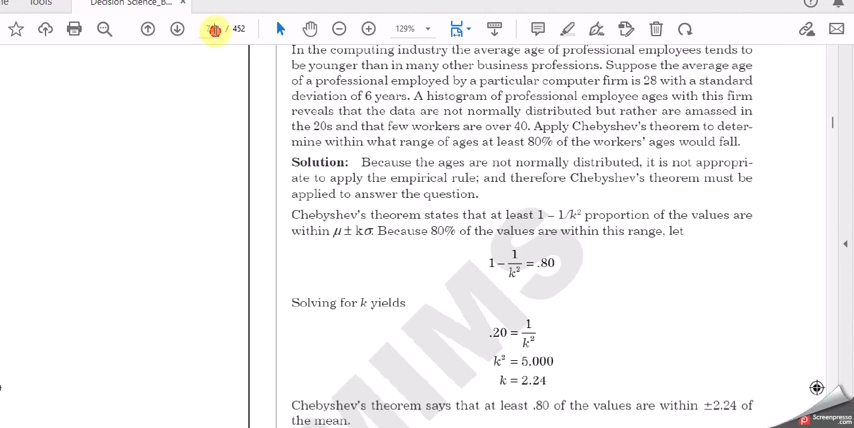 Tools
Decision Science_B... ×
/ 452
129%
In the computing industry the average age of professional employees tends to
be younger than in many other business professions. Suppose the average age
of a professional employed by a particular computer firm is 28 with a standard
deviation of 6 years. A histogram of professional employee ages with this firm
reveals that the data are not normally distributed but rather are amassed in
the 20s and that few workers are over 40. Apply Chebyshev's theorem to deter-
mine within what range of ages at least 80% of the workers' ages would fall.
Solution: Because the ages are not normally distributed, it is not appropri-
ate to apply the empirical rule; and therefore Chebyshev's theorem must be
applied to answer the question.
Chebyshev's theorem states that at least 1 – 1/k² proportion of the values are
within μ ± kσ. Because 80% of the values are within this range, let
1 – 1/k² = .80
Solving for k yields
.20 = 1/k²
k² = 5.000
k = 2.24
Chebyshev's theorem says that at least .80 of the values are within ±2.24 of
the mean.
MIMS
Screenpresso
.com